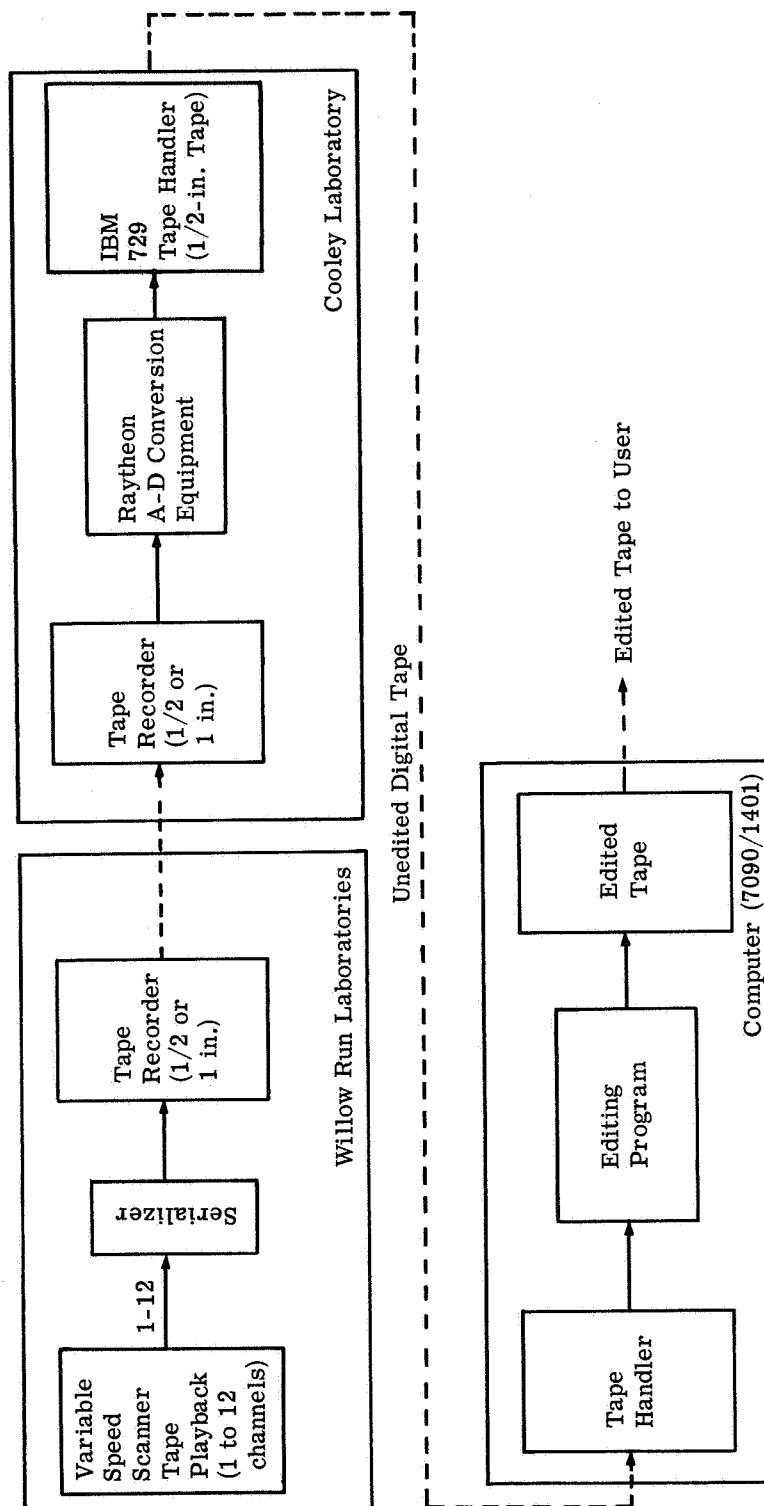 Variable
Speed
Scanner
Tape
Playback
(1 to 12
channels)
1-12
Serializer
Tape
Recorder
(1/2 or
1 in.)
Willow Run Laboratories
Tape
Recorder
(1/2 or
1 in.)
Raytheon
A-D Conversion
Equipment
IBM
729
Tape Handler
(1/2-in. Tape)
Cooley Laboratory
Unedited Digital Tape
Tape
Handler
Editing
Program
Edited
Tape
Computer (7090/1401)
Edited Tape to User